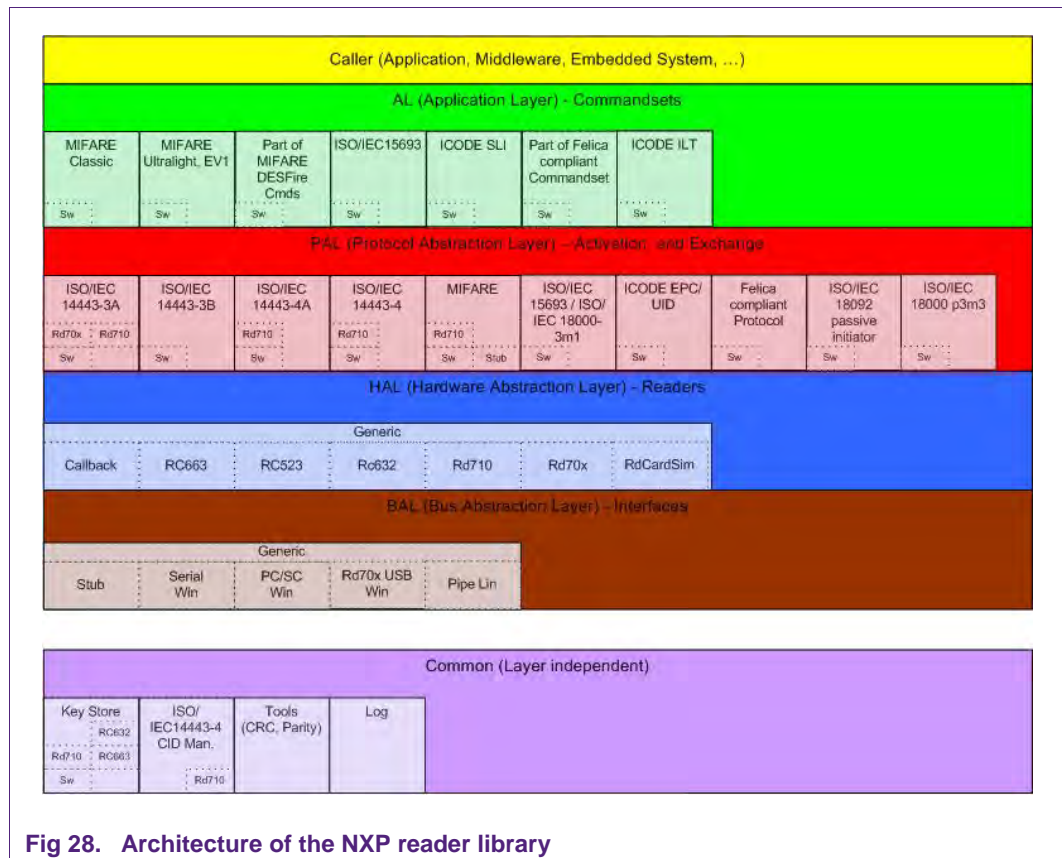 Caller (Application, Middleware, Embedded System, …)
AL (Application Layer) - Commandsets
MIFARE Classic
Sw
MIFARE Ultralight, EV1
Sw
Part of MIFARE DESFire Cmds
Sw
ISO/IEC15693
Sw
ICODE SLI
Sw
Part of Felica compliant Commandset
Sw
ICODE ILT
Sw
PAL (Protocol Abstraction Layer) – Activation and Exchange
ISO/IEC 14443-3A
Rd70x Rd710
Sw
ISO/IEC 14443-3B
Sw
ISO/IEC 14443-4A
Rd710
Sw
ISO/IEC 14443-4
Rd710
Sw
MIFARE
Rd710
Sw Stub
ISO/IEC 15693 / ISO/ IEC 18000-3m1
Sw
ICODE EPC/ UID
Sw
Felica compliant Protocol
Sw
ISO/IEC 18092 passive initiator
Sw
ISO/IEC 18000 p3m3
Sw
HAL (Hardware Abstraction Layer) - Readers
Generic
Callback RC663 RC523 Rc632 Rd710 Rd70x RdCardSim
BAL (Bus Abstraction Layer) - Interfaces
Generic
Stub
Serial Win
PC/SC Win
Rd70x USB Win
Pipe Lin
Common (Layer independent)
Key Store
RC632
Rd710 RC663
Sw
ISO/ IEC14443-4 CID Man.
Rd710
Tools (CRC, Parity)
Log
Fig 28. Architecture of the NXP reader library